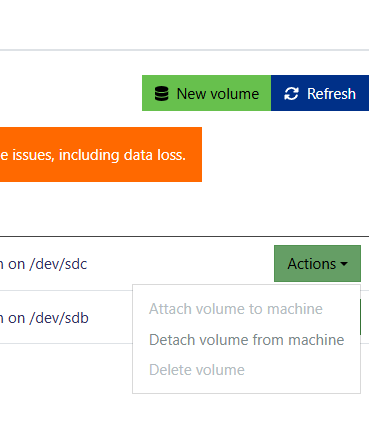 New volume Refresh
e issues, including data loss.
on /dev/sdc Actions
on /dev/sdb
Attach volume to machine
Detach volume from machine
Delete volume